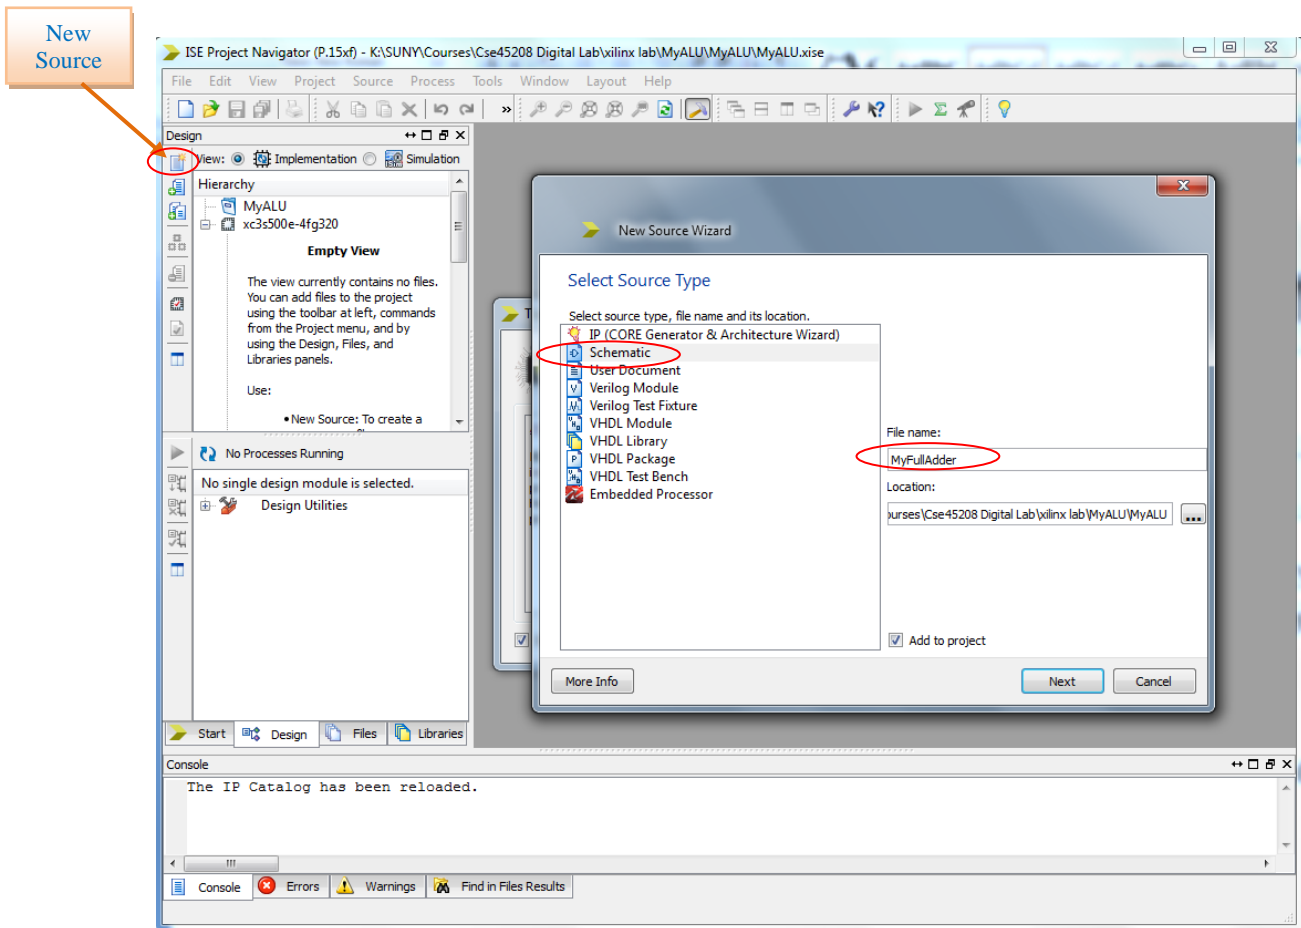 New
Source
ISE Project Navigator (P.15xf) - K:\SUNY\Courses\Cse45208 Digital Lab\xilinx lab\MyALU\MyALU\MyALU.xise
File Edit View Project Source Process Tools Window Layout Help
»
Design
View: Implementation Simulation
Hierarchy
MyALU
xc3s500e-4fg320
Empty View
The view currently contains no files.
You can add files to the project
using the toolbar at left, commands
from the Project menu, and by
using the Design, Files, and
Libraries panels.
Use:
•New Source: To create a
No Processes Running
No single design module is selected.
Design Utilities
Start Design Files Libraries
New Source Wizard
Select Source Type
Select source type, file name and its location.
IP (CORE Generator & Architecture Wizard)
Schematic
User Document
Verilog Module
Verilog Test Fixture
VHDL Module
VHDL Library
VHDL Package
VHDL Test Bench
Embedded Processor
File name:
MyFullAdder
Location:
ourses\Cse45208 Digital Lab\xilinx lab\MyALU\MyALU ...
Add to project
More Info Next Cancel
Console
The IP Catalog has been reloaded.
Console Errors Warnings Find in Files Results